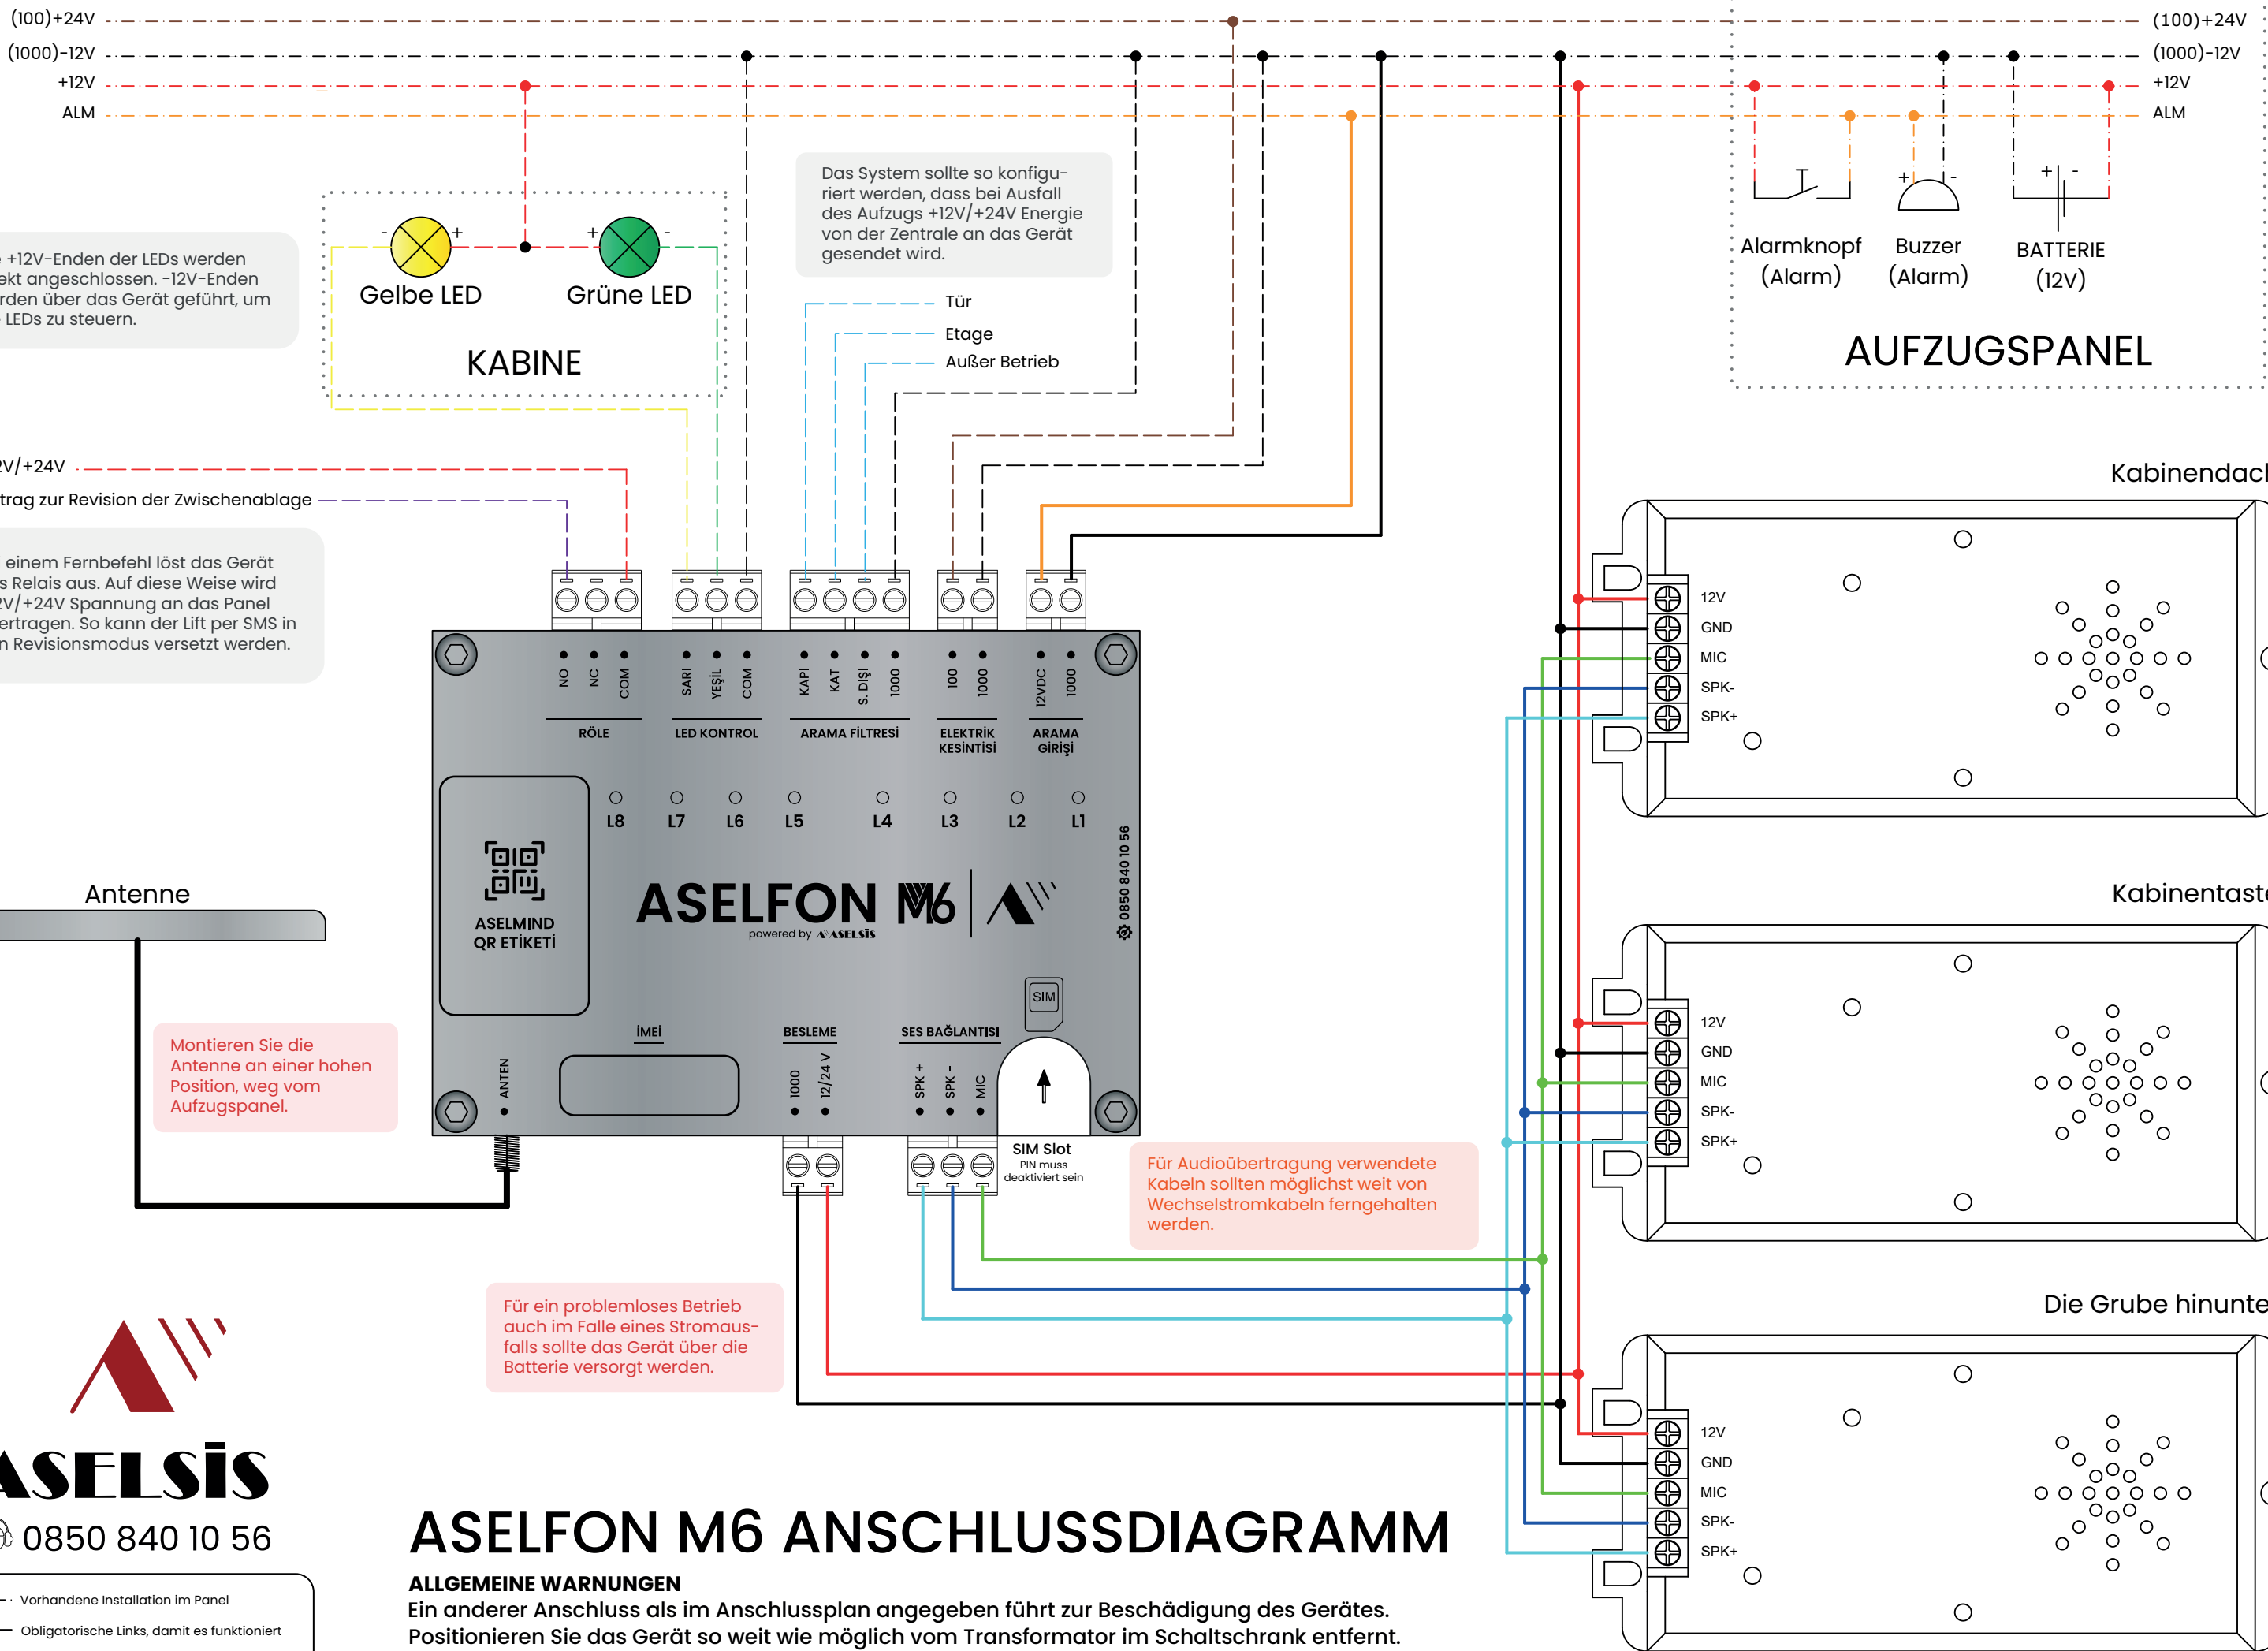 (100)+24V
(1000)-12V
+12V
ALM
(100)+24V
(1000)-12V
+12V
ALM
+12V-Enden der LEDs werden
ekt angeschlossen. -12V-Enden
rden über das Gerät geführt, um
LEDs zu steuern.
- + + -
Gelbe LED
Grüne LED
KABINE
Das System sollte so konfigu-
riert werden, dass bei Ausfall
des Aufzugs +12V/+24V Energie
von der Zentrale an das Gerät
gesendet wird.
Tür
Etage
Außer Betrieb
+ - + -
Alarmknopf
(Alarm)
Buzzer
(Alarm)
BATTERIE
(12V)
AUFZUGSPANEL
2V/+24V
trag zur Revision der Zwischenablage
einem Fernbefehl löst das Gerät
s Relais aus. Auf diese Weise wird
2V/+24V Spannung an das Panel
ertragen. So kann der Lift per SMS in
n Revisionsmodus versetzt werden.
NO
NC
COM
SARI
YEŞİL
COM
KAPI
KAT
S. DIŞI
1000
100
1000
12VDC
1000
RÖLE
LED KONTROL
ARAMA FİLTRESİ
ELEKTRİK
KESİNTİSİ
ARAMA
GİRİŞİ
L8
L7
L6
L5
L4
L3
L2
L1
ASELMIND
QR ETİKETİ
ASELFON M6
powered by ASELSİS
0850 840 10 56
SIM
İMEİ
BESLEME
SES BAĞLANTISI
ANTEN
1000
12/24 V
SPK +
SPK -
MIC
SIM Slot
PIN muss
deaktiviert sein
Antenne
Montieren Sie die
Antenne an einer hohen
Position, weg vom
Aufzugspanel.
Für Audioübertragung verwendete
Kabeln sollten möglichst weit von
Wechselstromkabeln ferngehalten
werden.
Für ein problemloses Betrieb
auch im Falle eines Stromaus-
falls sollte das Gerät über die
Batterie versorgt werden.
Kabinendach
12V
GND
MIC
SPK-
SPK+
Kabinentaste
12V
GND
MIC
SPK-
SPK+
Die Grube hinunte
12V
GND
MIC
SPK-
SPK+
ASELSİS
0850 840 10 56
Vorhandene Installation im Panel
Obligatorische Links, damit es funktioniert
ASELFON M6 ANSCHLUSSDIAGRAMM
ALLGEMEINE WARNUNGEN
Ein anderer Anschluss als im Anschlussplan angegeben führt zur Beschädigung des Gerätes.
Positionieren Sie das Gerät so weit wie möglich vom Transformator im Schaltschrank entfernt.